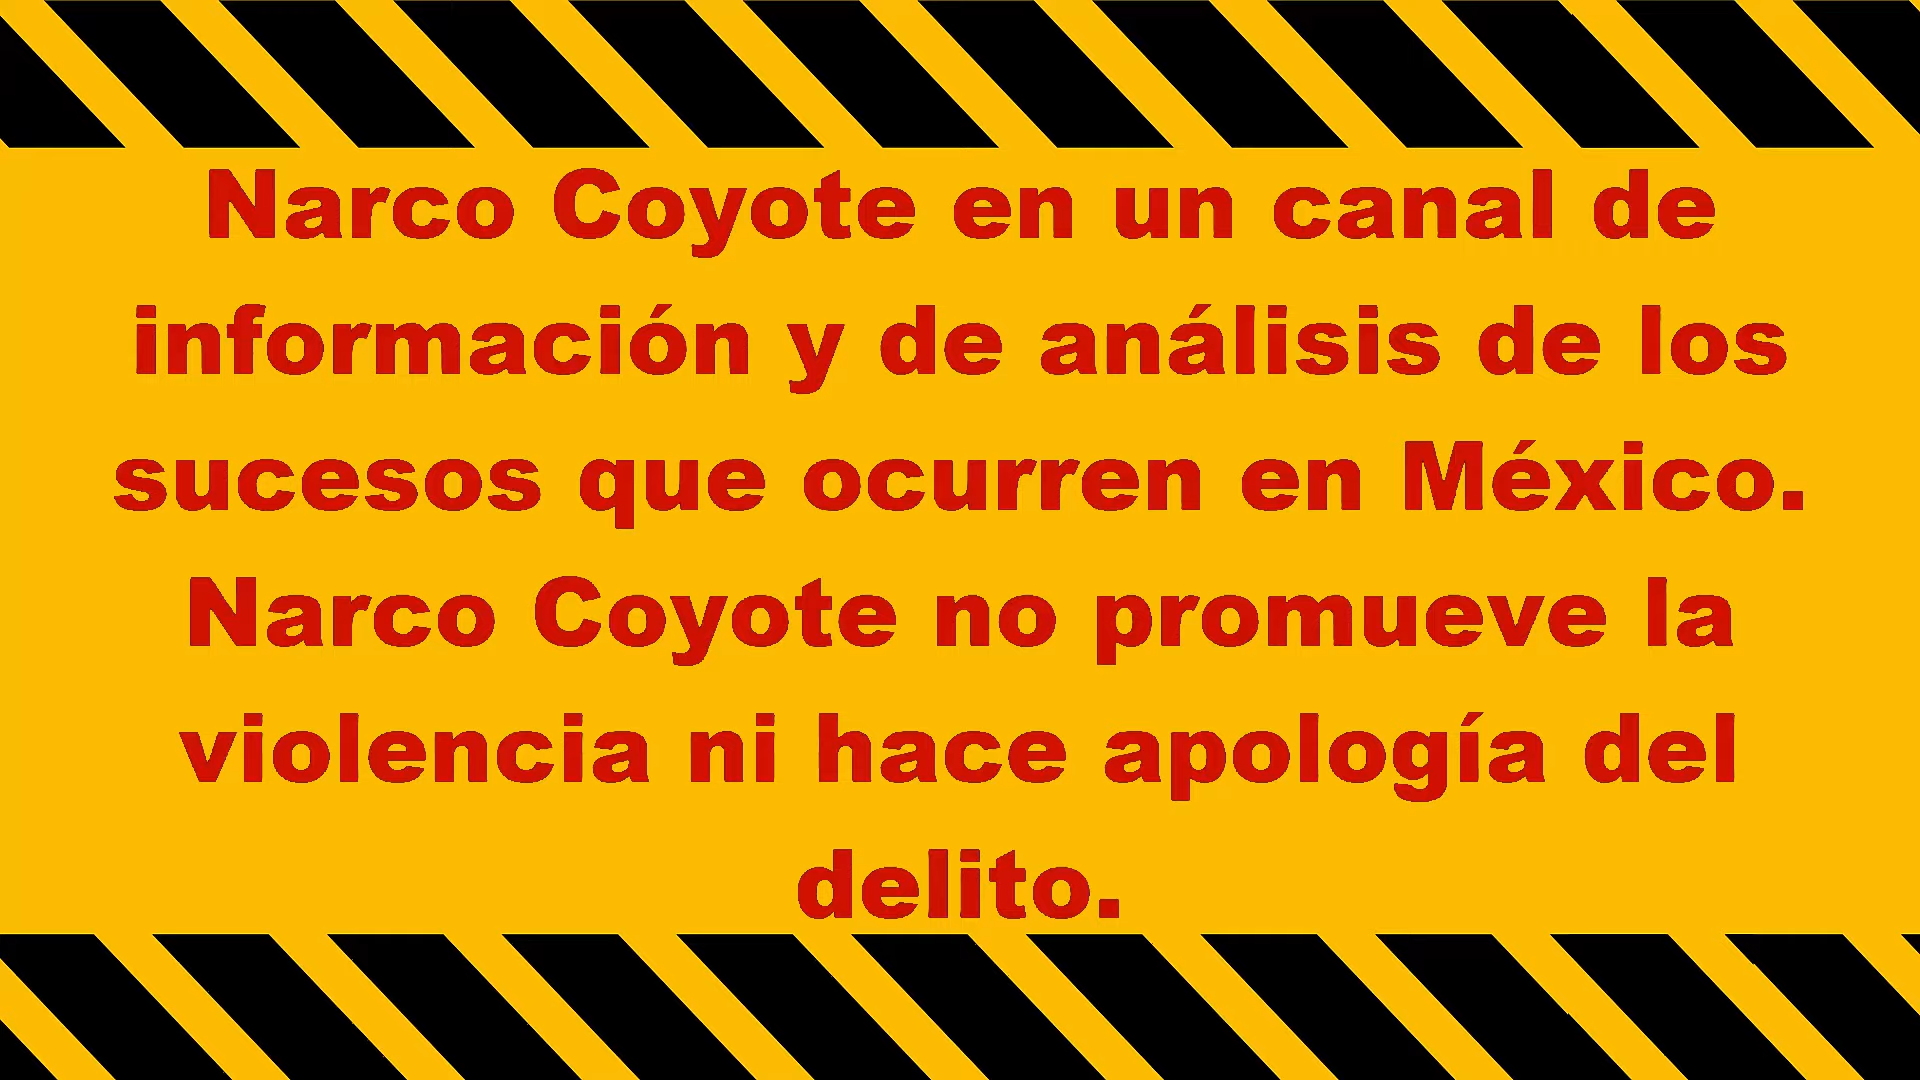 Narco Coyote en un canal de
información y de análisis de los
sucesos que ocurren en México.
Narco Coyote no promueve la
violencia ni hace apología del
delito.